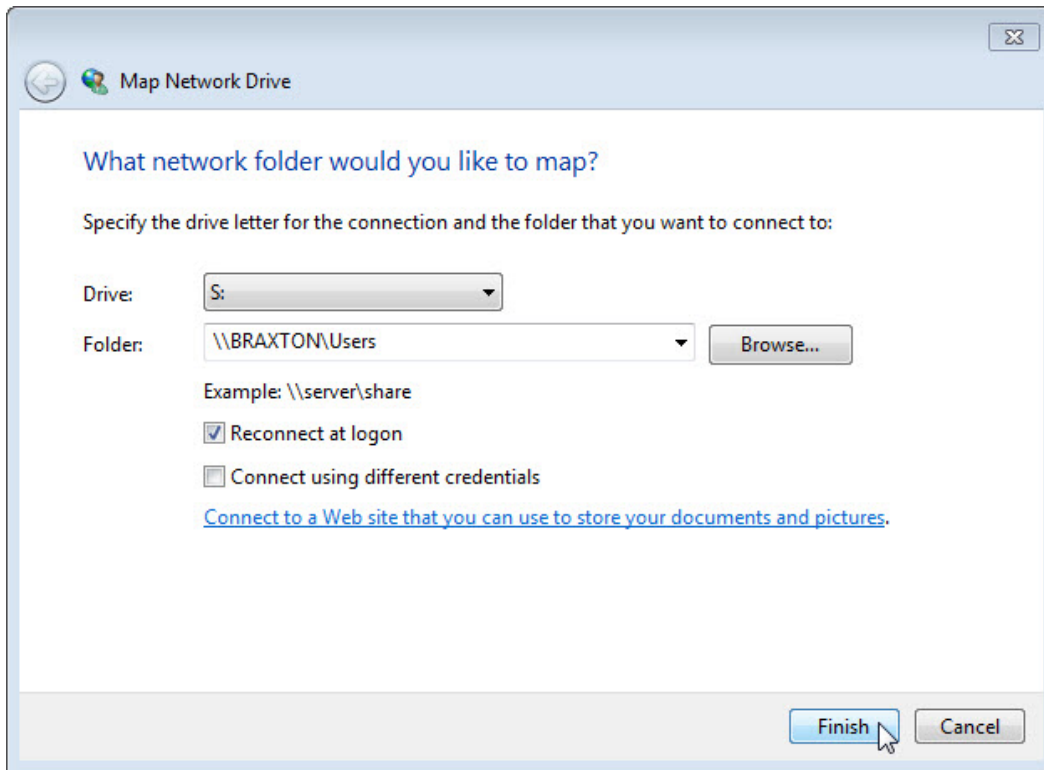 Map Network Drive
What network folder would you like to map?
Specify the drive letter for the connection and the folder that you want to connect to:
Drive: S:
Folder: \\BRAXTON\Users Browse...
Example: \\server\share
Reconnect at logon
Connect using different credentials
Connect to a Web site that you can use to store your documents and pictures.
Finish Cancel